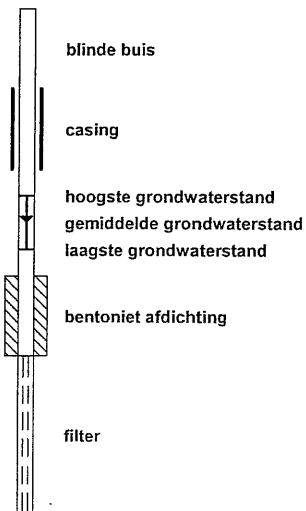 blinde buis
casing
hoogste grondwaterstand
gemiddelde grondwaterstand
laagste grondwaterstand
bentoniet afdichting
filter